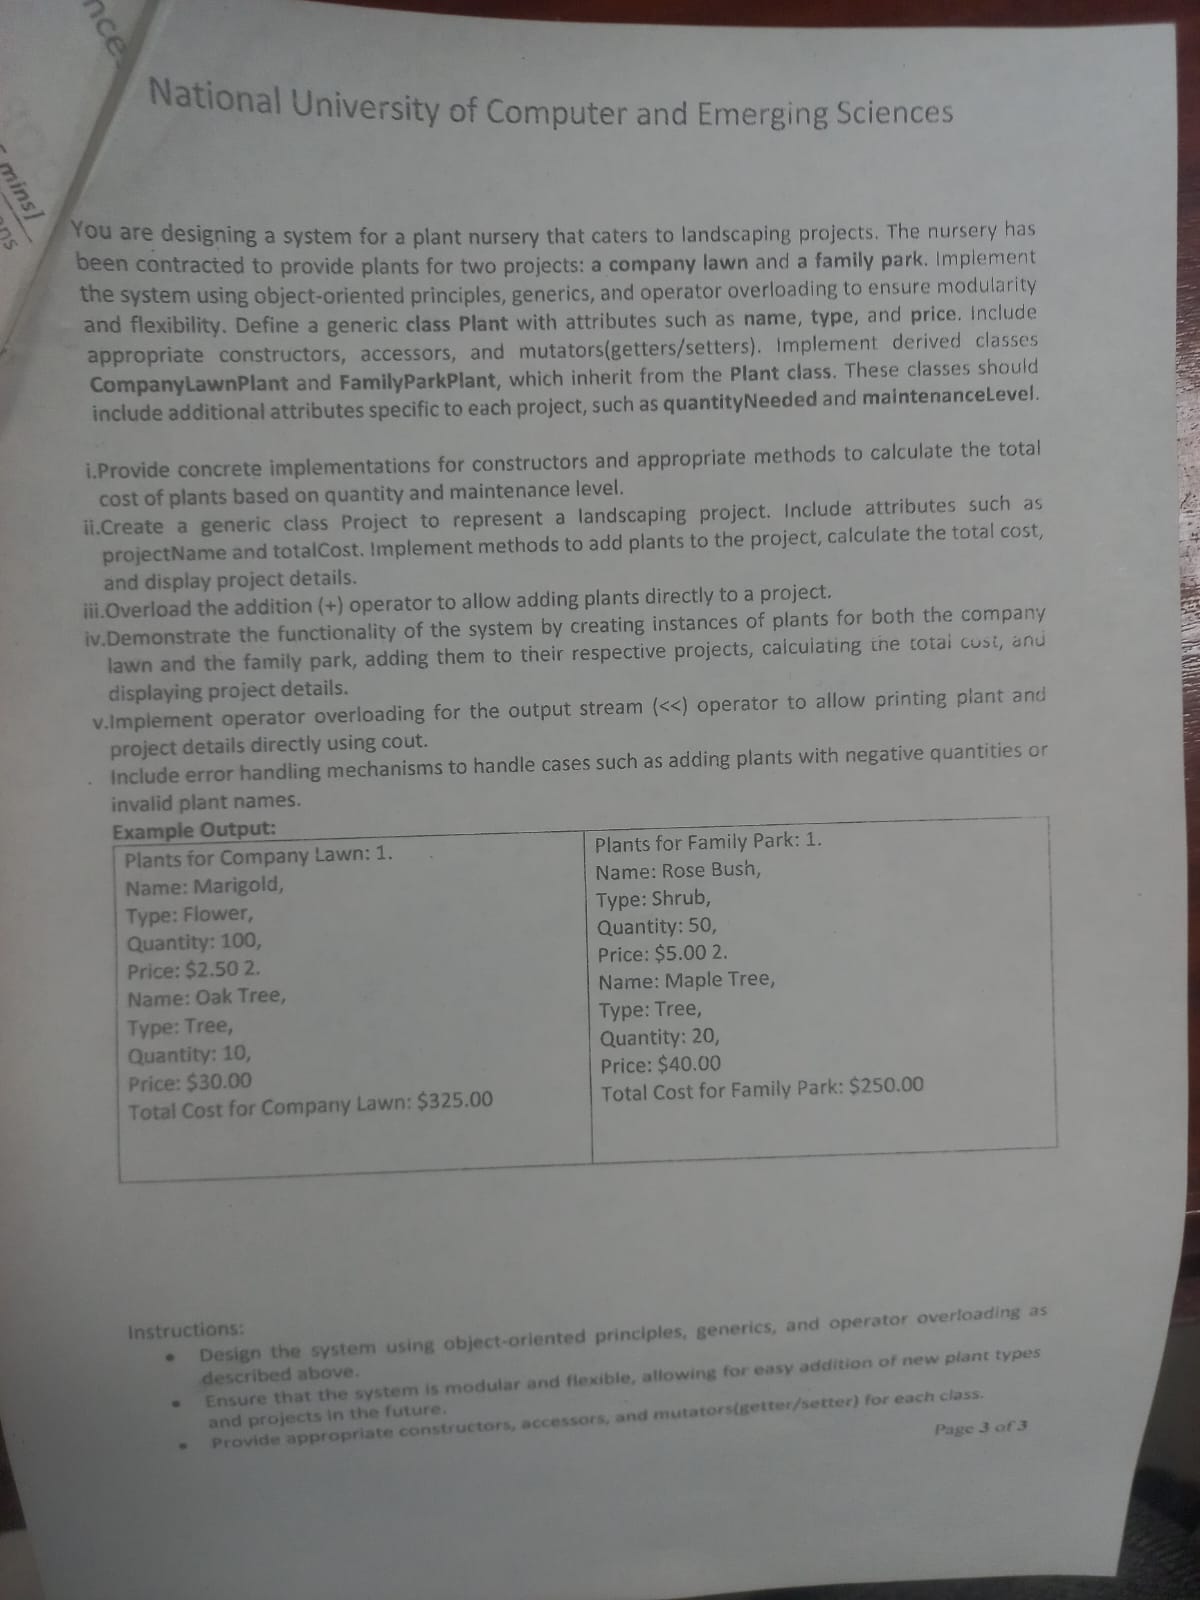 nce-
mins]
ons
National University of Computer and Emerging Sciences
You are designing a system for a plant nursery that caters to landscaping projects. The nursery has
been contracted to provide plants for two projects: a company lawn and a family park. Implement
the system using object-oriented principles, generics, and operator overloading to ensure modularity
and flexibility. Define a generic class Plant with attributes such as name, type, and price. Include
appropriate constructors, accessors, and mutators(getters/setters). Implement derived classes
CompanyLawnPlant and FamilyParkPlant, which inherit from the Plant class. These classes should
include additional attributes specific to each project, such as quantityNeeded and maintenanceLevel.
i.Provide concrete implementations for constructors and appropriate methods to calculate the total
cost of plants based on quantity and maintenance level.
ii.Create a generic class Project to represent a landscaping project. Include attributes such as
projectName and totalCost. Implement methods to add plants to the project, calculate the total cost,
and display project details.
iii.Overload the addition (+) operator to allow adding plants directly to a project.
iv.Demonstrate the functionality of the system by creating instances of plants for both the company
lawn and the family park, adding them to their respective projects, calculating the total cost, and
displaying project details.
v.Implement operator overloading for the output stream (<<) operator to allow printing plant and
project details directly using cout.
. Include error handling mechanisms to handle cases such as adding plants with negative quantities or
invalid plant names.
Example Output:
Plants for Company Lawn: 1.
Name: Marigold,
Type: Flower,
Quantity: 100,
Price: $2.50 2.
Name: Oak Tree,
Type: Tree,
Quantity: 10,
Price: $30.00
Total Cost for Company Lawn: $325.00
Plants for Family Park: 1.
Name: Rose Bush,
Type: Shrub,
Quantity: 50,
Price: $5.00 2.
Name: Maple Tree,
Type: Tree,
Quantity: 20,
Price: $40.00
Total Cost for Family Park: $250.00
Instructions:
• Design the system using object-oriented principles, generics, and operator overloading as
described above.
• Ensure that the system is modular and flexible, allowing for easy addition of new plant types
and projects in the future.
• Provide appropriate constructors, accessors, and mutators(getter/setter) for each class.
Page 3 of 3